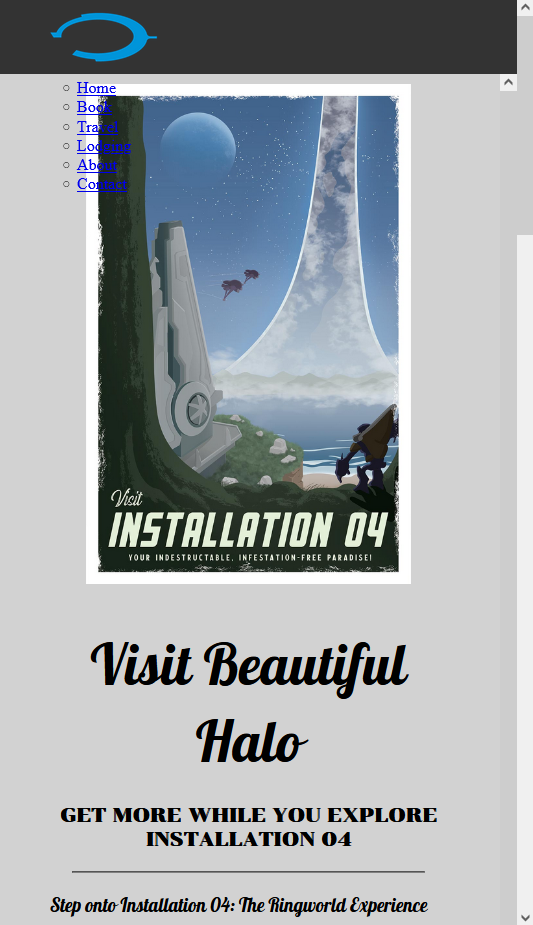 Home
Book
Travel
Lodging
About
Contact
Visit
INSTALLATION 04
YOUR INDESTRUCTABLE, INFESTATION-FREE PARADISE!
Visit Beautiful
Halo
GET MORE WHILE YOU EXPLORE
INSTALLATION 04
Step onto Installation 04: The Ringworld Experience